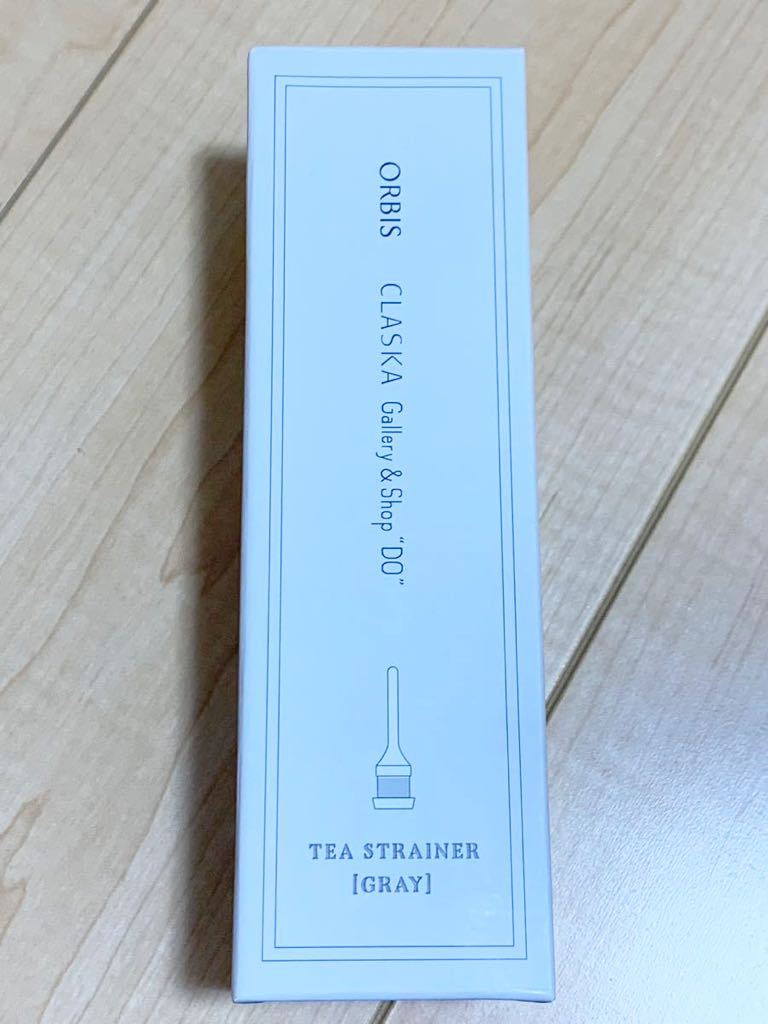 ORBIS CLASKA Gallery & Shop "DO"
TEA STRAINER
[GRAY]